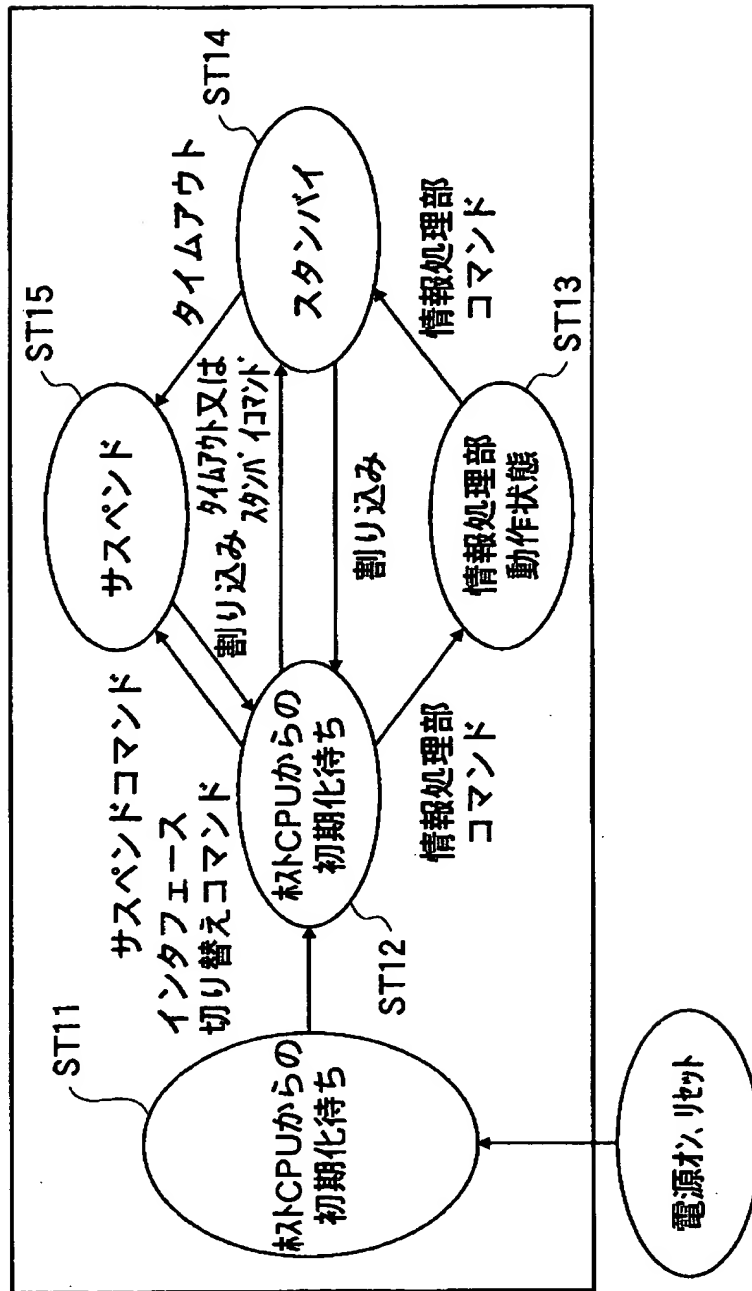 ST11
ホストCPUからの
初期化待ち
電源オン、リセット
サスペンドコマンド
インタフェース
切り替えコマンド
ホストCPUからの
初期化待ち
ST12
サスペンド
ST15
割り込み
タイムアウト又は
スタンバイコマンド
タイムアウト
スタンバイ
ST14
割り込み
情報処理部
コマンド
情報処理部
動作状態
ST13
情報処理部
コマンド